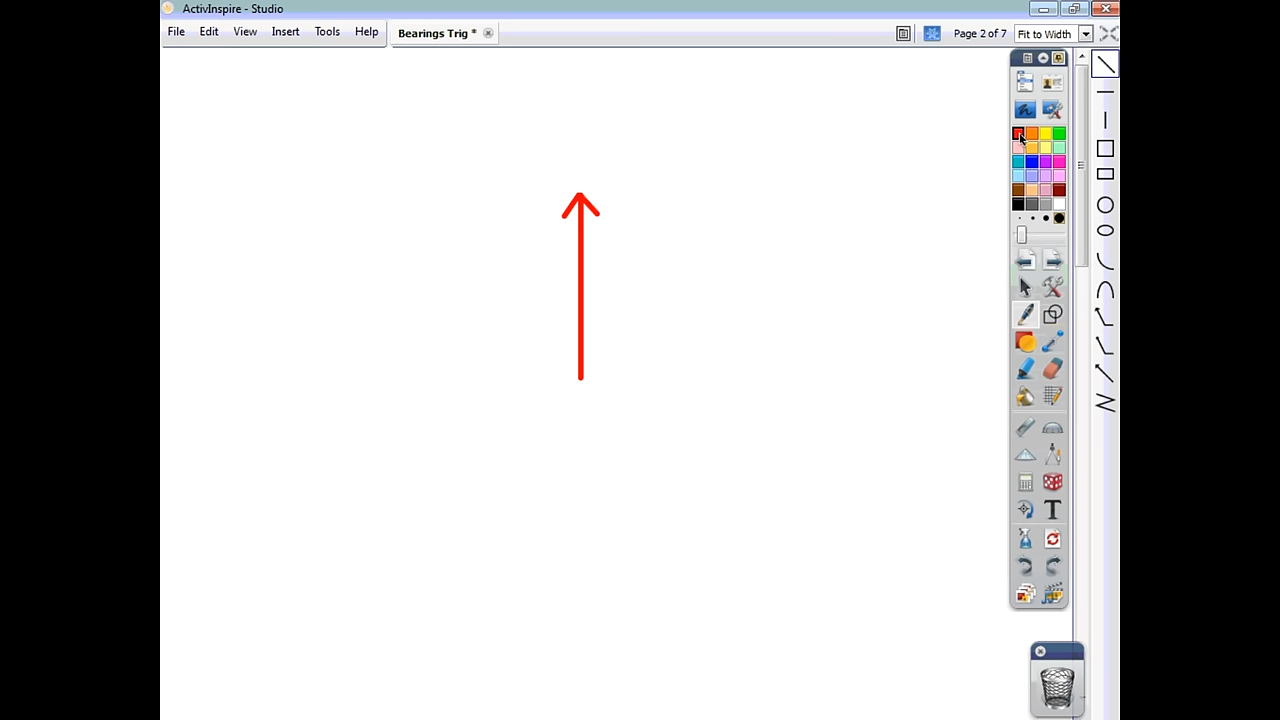 ActivInspire - Studio
File Edit View Insert Tools Help
Bearings Trig *
Page 2 of 7
Fit to Width
T